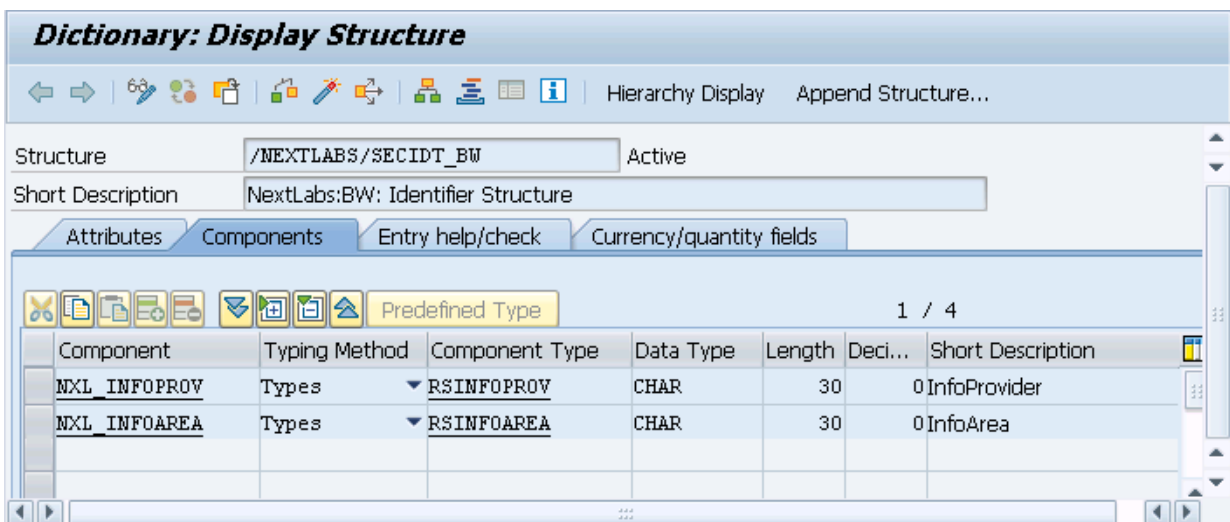 Dictionary: Display Structure
Hierarchy Display Append Structure...
Structure /NEXTLABS/SECIDT_BW Active
Short Description NextLabs:BW: Identifier Structure
Attributes Components Entry help/check Currency/quantity fields
Predefined Type 1 / 4
Component Typing Method Component Type Data Type Length Deci... Short Description
NXL_INFOPROV Types RSINFOPROV CHAR 30 0 InfoProvider
NXL_INFOAREA Types RSINFOAREA CHAR 30 0 InfoArea